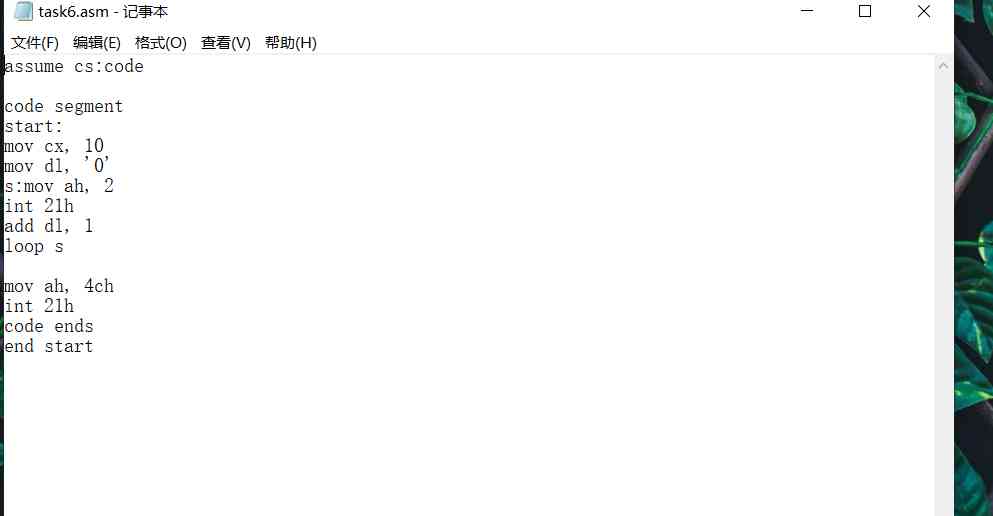 task6.asm - 记事本
文件(F) 编辑(E) 格式(O) 查看(V) 帮助(H)
assume cs:code
code segment
start:
mov cx, 10
mov dl, '0'
s:mov ah, 2
int 21h
add dl, 1
loop s
mov ah, 4ch
int 21h
code ends
end start